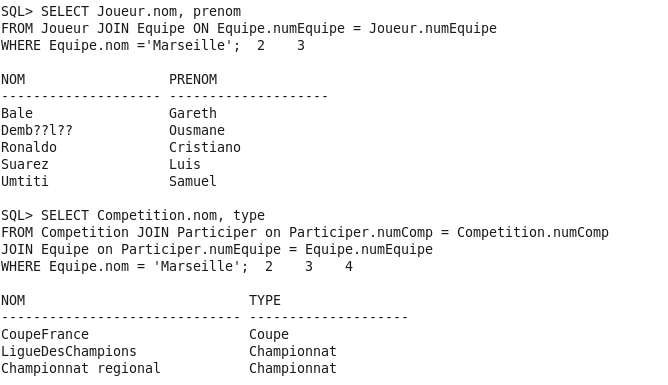 SQL> SELECT Joueur.nom, prenom
FROM Joueur JOIN Equipe ON Equipe.numEquipe = Joueur.numEquipe
WHERE Equipe.nom ='Marseille';  2    3
NOM                  PRENOM
-------------------- --------------------
Bale                 Gareth
Demb??l??            Ousmane
Ronaldo              Cristiano
Suarez               Luis
Umtiti               Samuel
SQL> SELECT Competition.nom, type
FROM Competition JOIN Participer on Participer.numComp = Competition.numComp
JOIN Equipe on Participer.numEquipe = Equipe.numEquipe
WHERE Equipe.nom = 'Marseille';  2    3    4
NOM                            TYPE
------------------------------ --------------------
CoupeFrance                    Coupe
LigueDesChampions              Championnat
Championnat regional           Championnat